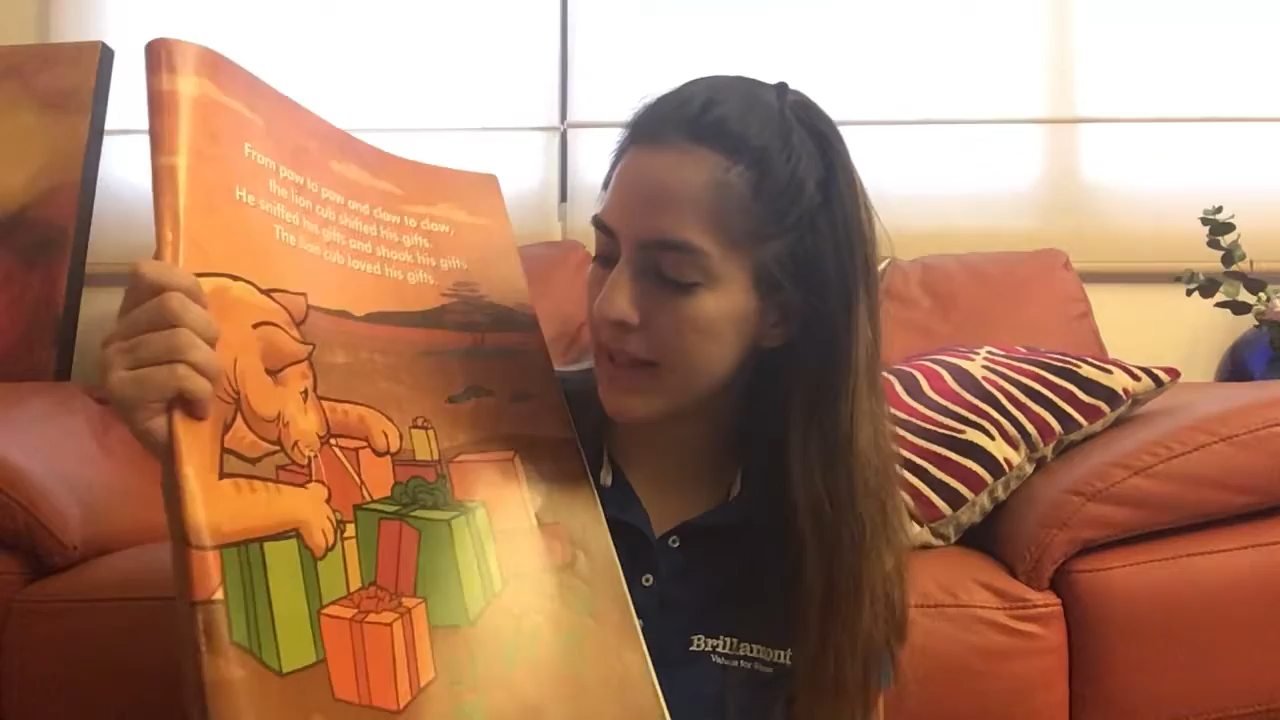 From paw to paw and claw to claw,
the lion cub shifted his gifts.
He sniffed his gifts and shook his gifts
The lion cub loved his gifts.
Brillamont